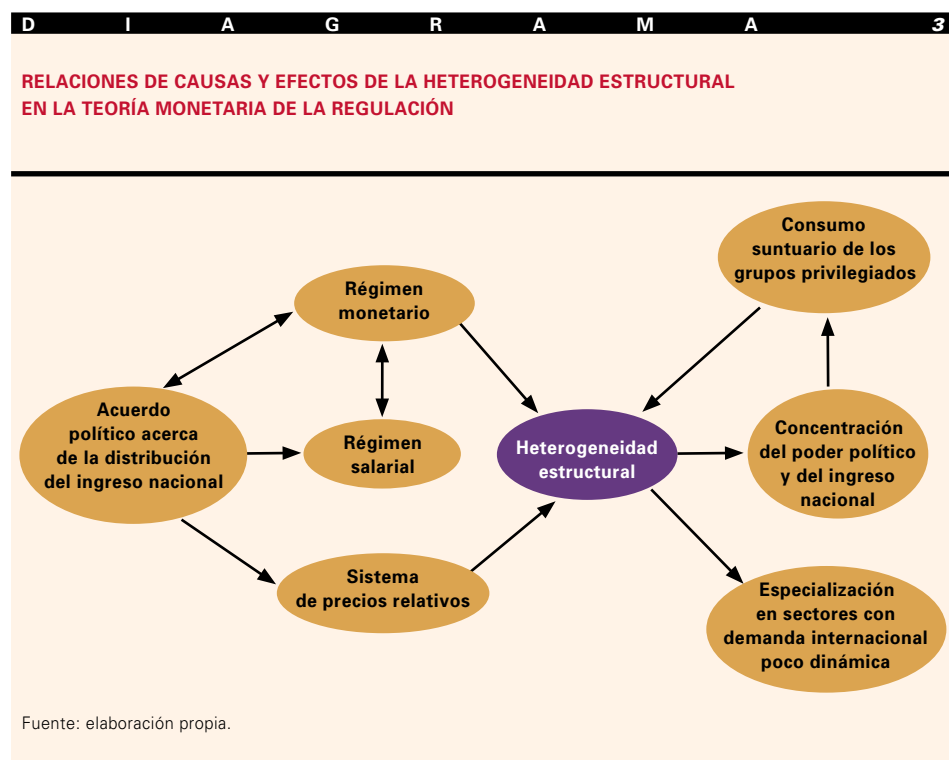 DIAGRAMA 3
RELACIONES DE CAUSAS Y EFECTOS DE LA HETEROGENEIDAD ESTRUCTURAL
EN LA TEORÍA MONETARIA DE LA REGULACIÓN
Consumo
suntuario de los
grupos privilegiados
Régimen
monetario
Acuerdo
político acerca
de la distribución
del ingreso nacional
Régimen
salarial
Heterogeneidad
estructural
Concentración
del poder político
y del ingreso
nacional
Sistema
de precios relativos
Especialización
en sectores con
demanda internacional
poco dinámica
Fuente: elaboración propia.